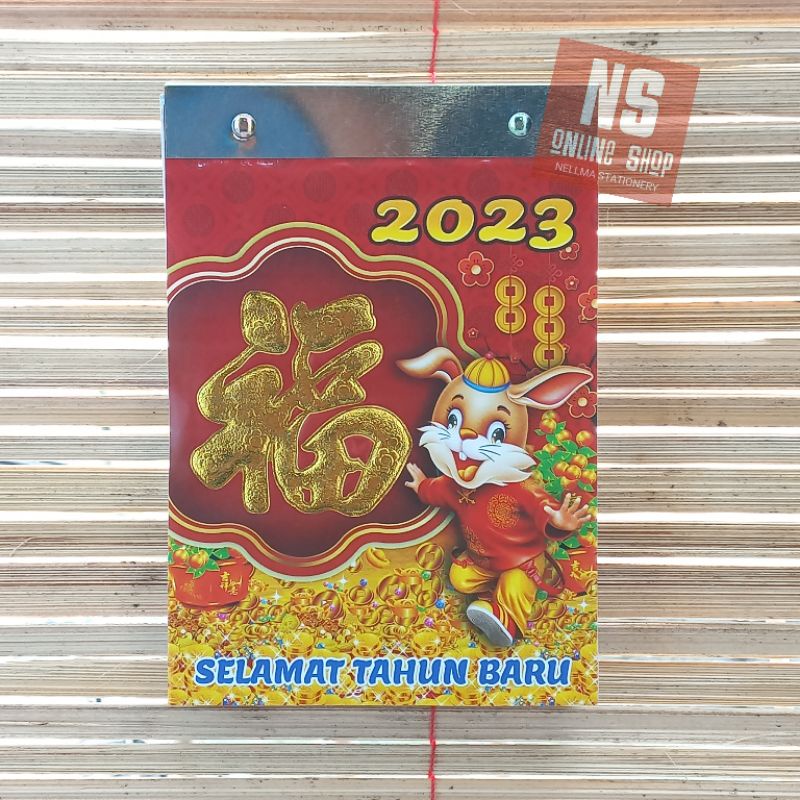 NS
ONLINE SHOP
NELLMA STATIONERY
2023
福
SELAMAT TAHUN BARU